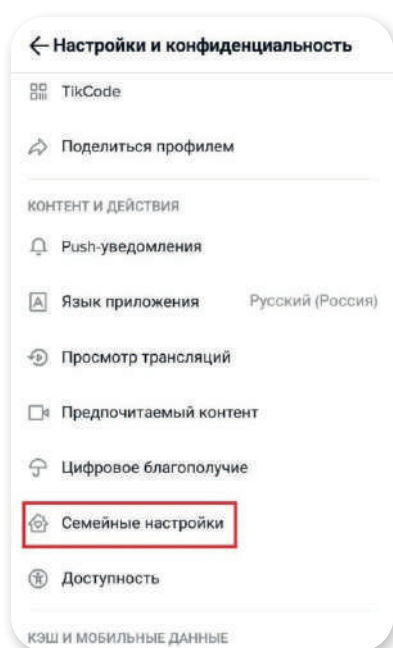 Настройки и конфиденциальность
TikCode
Поделиться профилем
КОНТЕНТ И ДЕЙСТВИЯ
Push-уведомления
Язык приложения Русский (Россия)
Просмотр трансляций
Предпочитаемый контент
Цифровое благополучие
Семейные настройки
Доступность
КЭШ И МОБИЛЬНЫЕ ДАННЫЕ